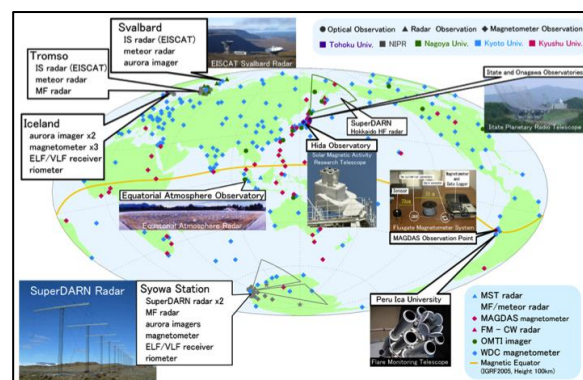 Svalbard
IS radar (EISCAT)
meteor radar
aurora imager
EISCAT Svalbard Radar
Optical Observation
Radar Observation
Magnetometer Observation
Tohoku Univ.
NIPR
Nagoya Univ.
Kyoto Univ.
Kyushu Univ.
Tromso
IS radar (EISCAT)
meteor radar
MF radar
Iceland
aurora imager x2
magnetometer x3
ELF/VLF receiver
riometer
SuperDARN
Hokkaido HF radar
Iitate and Onagawa Observatories
Iitate Planetary Radio Telescope
Hida Observatory
Solar Magnetic Activity
Research Telescope
Equatorial Atmosphere Observatory
Equatorial Atmosphere Radar
Magnetometer
and
Data Logger
Fluxgate Magnetometer System
MAGDAS Observation Point
SuperDARN Radar
Syowa Station
SuperDARN radar x2
MF radar
aurora imagers
magnetometer
ELF/VLF receiver
riometer
Peru Ica University
Flare Monitoring Telescope
MST radar
MF/meteor radar
MAGDAS magnetometer
FM - CW radar
OMTI imager
WDC magnetometer
Magnetic Equator
(IGRF2005, Height 100km)